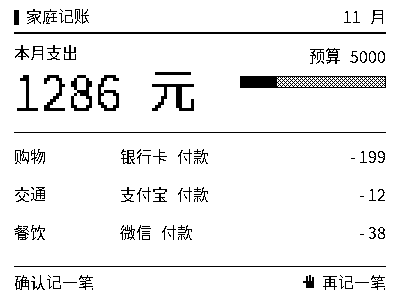 家庭记账 11 月
本月支出 预算 5000
1286 元
购物 银行卡 付款 -199
交通 支付宝 付款 -12
餐饮 微信 付款 -38
确认记一笔 再记一笔